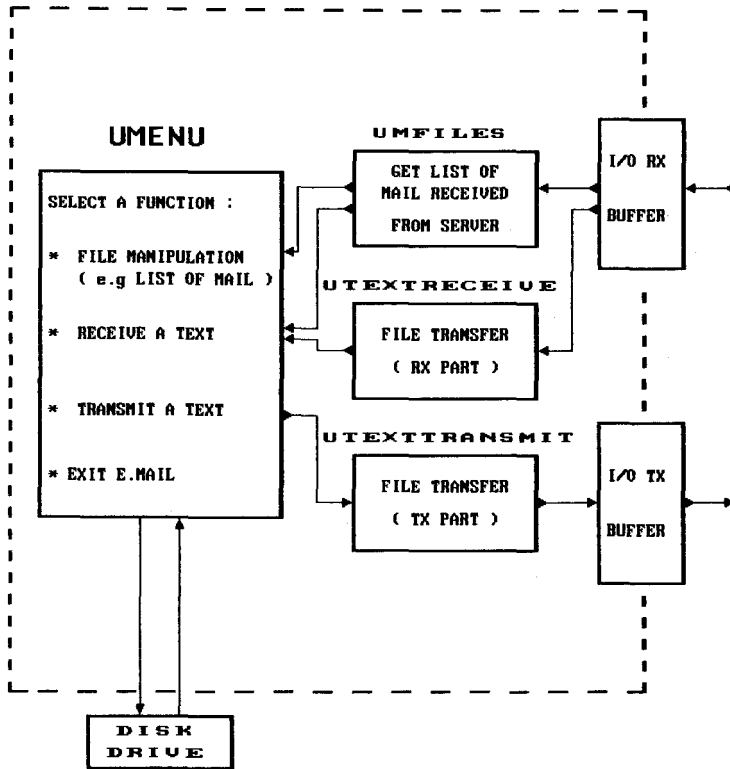 UMENU
SELECT A FUNCTION :
* FILE MANIPULATION
( e.g LIST OF MAIL )
* RECEIVE A TEXT
* TRANSMIT A TEXT
* EXIT E.MAIL
UMFILES
GET LIST OF
MAIL RECEIVED
FROM SERVER
UTEXTRECEIVE
FILE TRANSFER
( RX PART )
UTEXTTRANSMIT
FILE TRANSFER
( TX PART )
I/O RX
BUFFER
I/O TX
BUFFER
DISK
DRIVE